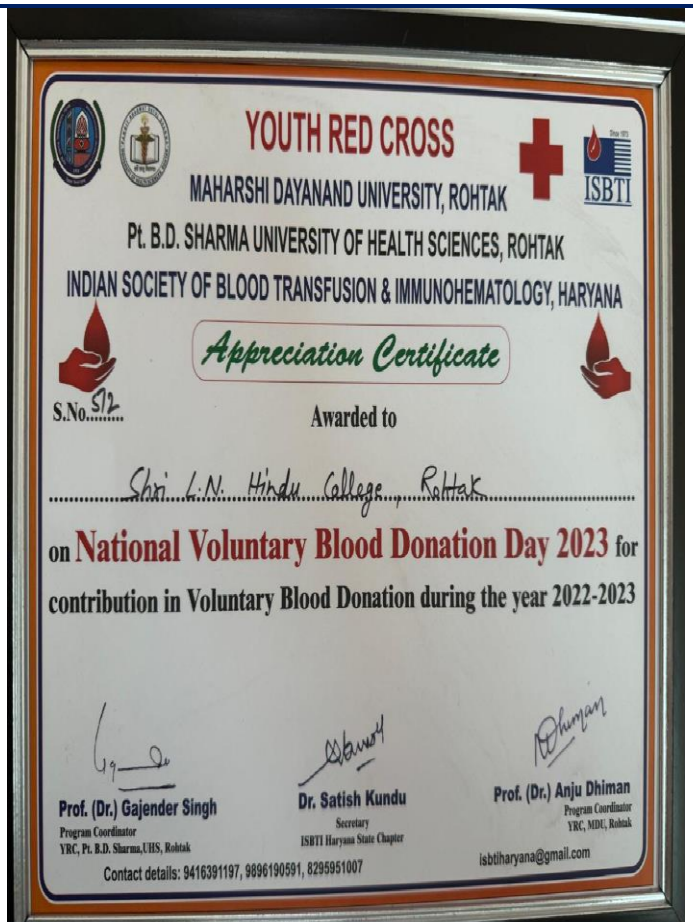 YOUTH RED CROSS
Since 1973
ISBTI
MAHARSHI DAYANAND UNIVERSITY, ROHTAK
Pt. B.D. SHARMA UNIVERSITY OF HEALTH SCIENCES, ROHTAK
INDIAN SOCIETY OF BLOOD TRANSFUSION & IMMUNOHEMATOLOGY, HARYANA
Appreciation Certificate
S.No. 512
Awarded to
Shri L.N. Hindu College, Rohtak
on National Voluntary Blood Donation Day 2023 for
contribution in Voluntary Blood Donation during the year 2022-2023
Prof. (Dr.) Gajender Singh
Program Coordinator
YRC, Pt. B.D. Sharma,UHS, Rohtak
Dr. Satish Kundu
Secretary
ISBTI Haryana State Chapter
Prof. (Dr.) Anju Dhiman
Program Coordinator
YRC, MDU, Rohtak
Contact details: 9416391197, 9896190591, 8295951007
isbtiharyana@gmail.com